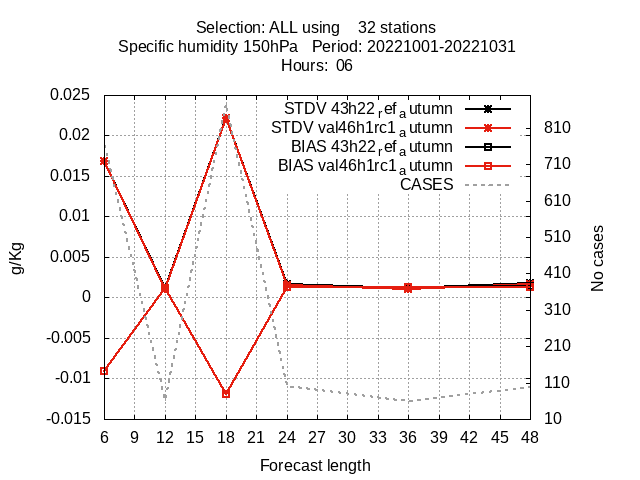 Selection: ALL using    32 stations
Specific humidity 150hPa   Period: 20221001-20221031
Hours:  06
STDV 43h22_ref_autumn
STDV val46h1rc1_autumn
BIAS 43h22_ref_autumn
BIAS val46h1rc1_autumn
CASES
0.025
0.02
0.015
0.01
0.005
0
-0.005
-0.01
-0.015
g/Kg
810
710
610
510
410
310
210
110
10
No cases
6 9 12 15 18 21 24 27 30 33 36 39 42 45 48
Forecast length